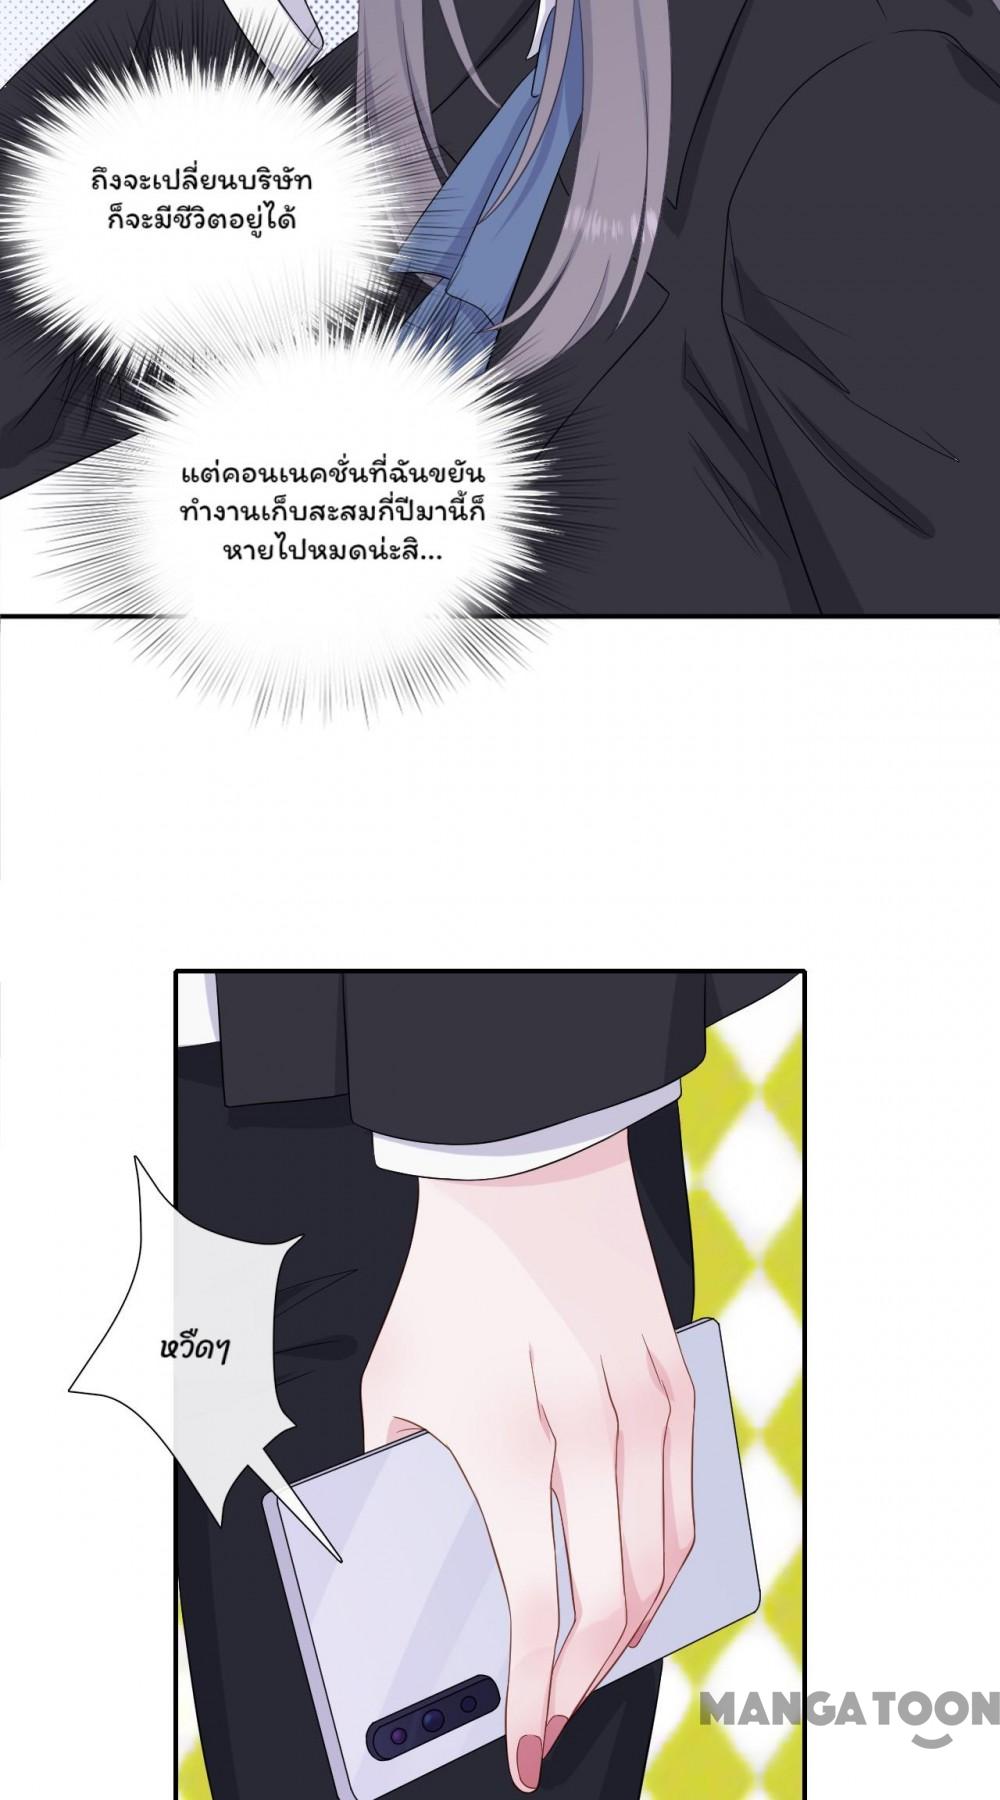 ถึงจะเปลี่ยนบริษัท
ก็จะมีชีวิตอยู่ได้
แต่คอนเนคชั่นที่ฉันขยัน
ทำงานเก็บสะสมกี่ปีมานี้ก็
หายไปหมดน่ะสิ...
หวืดๆ
MANGATOON